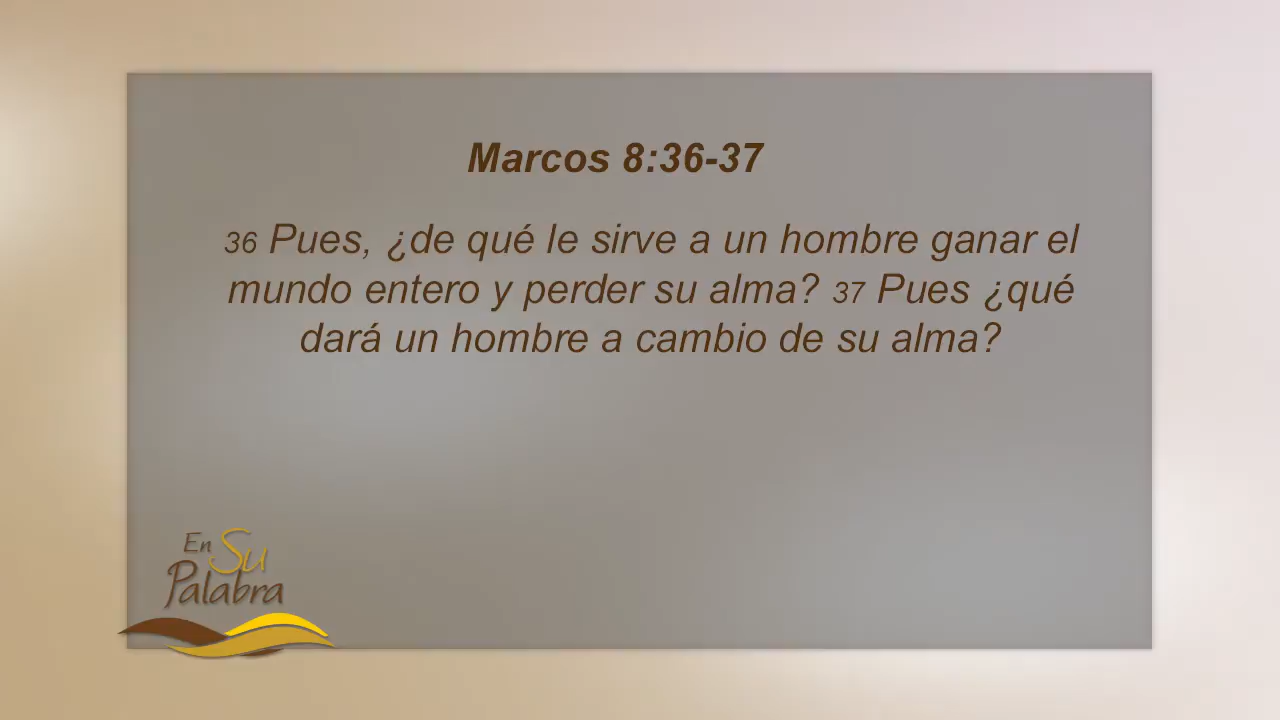 Marcos 8:36-37
36 Pues, ¿de qué le sirve a un hombre ganar el
mundo entero y perder su alma? 37 Pues ¿qué
dará un hombre a cambio de su alma?
En Su
Palabra